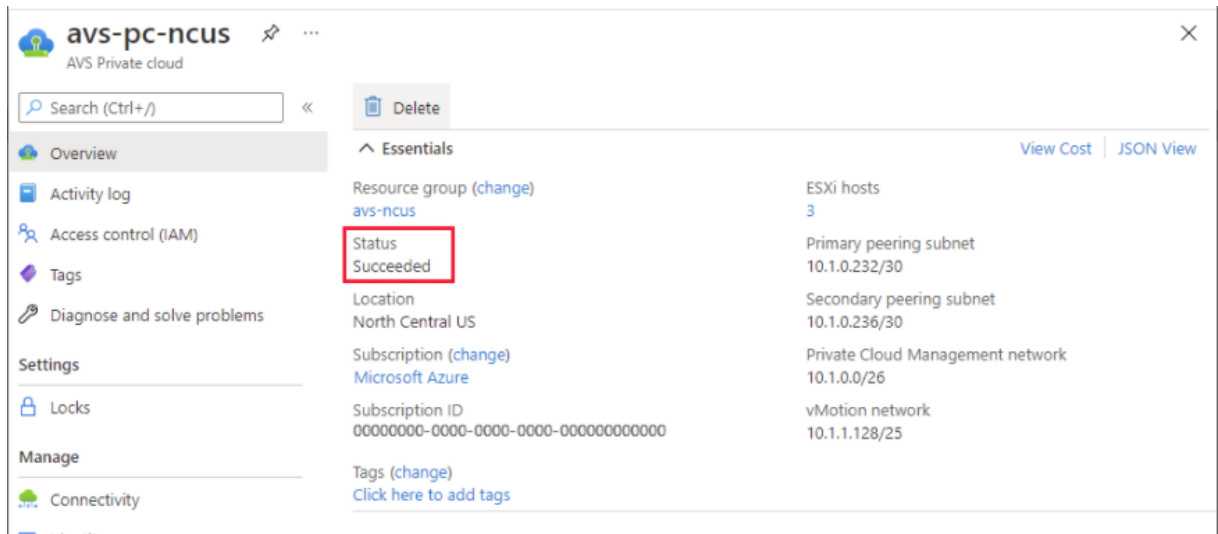 avs-pc-ncus
AVS Private cloud
Search (Ctrl+/)
Overview
Activity log
Access control (IAM)
Tags
Diagnose and solve problems
Settings
Locks
Manage
Connectivity
Delete
Essentials
View Cost
JSON View
Resource group (change)
avs-ncus
Status
Succeeded
Location
North Central US
Subscription (change)
Microsoft Azure
Subscription ID
00000000-0000-0000-0000-000000000000
Tags (change)
Click here to add tags
ESXi hosts
3
Primary peering subnet
10.1.0.232/30
Secondary peering subnet
10.1.0.236/30
Private Cloud Management network
10.1.0.0/26
vMotion network
10.1.1.128/25